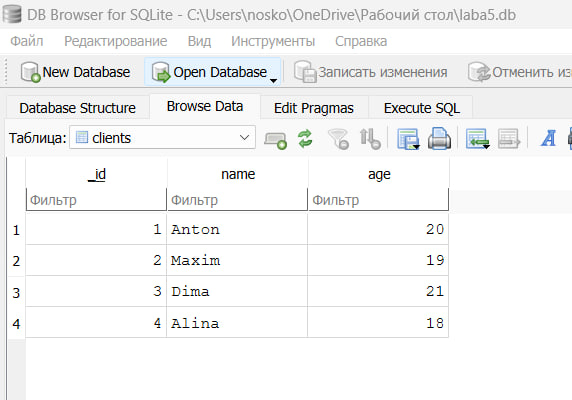 DB Browser for SQLite - C:\Users\nosko\OneDrive\Рабочий стол\laba5.db
Файл Редактирование Вид Инструменты Справка
New Database Open Database Записать изменения Отменить из
Database Structure Browse Data Edit Pragmas Execute SQL
Таблица: clients A
_id name age
Фильтр Фильтр Фильтр
1 1 Anton 20
2 2 Maxim 19
3 3 Dima 21
4 4 Alina 18